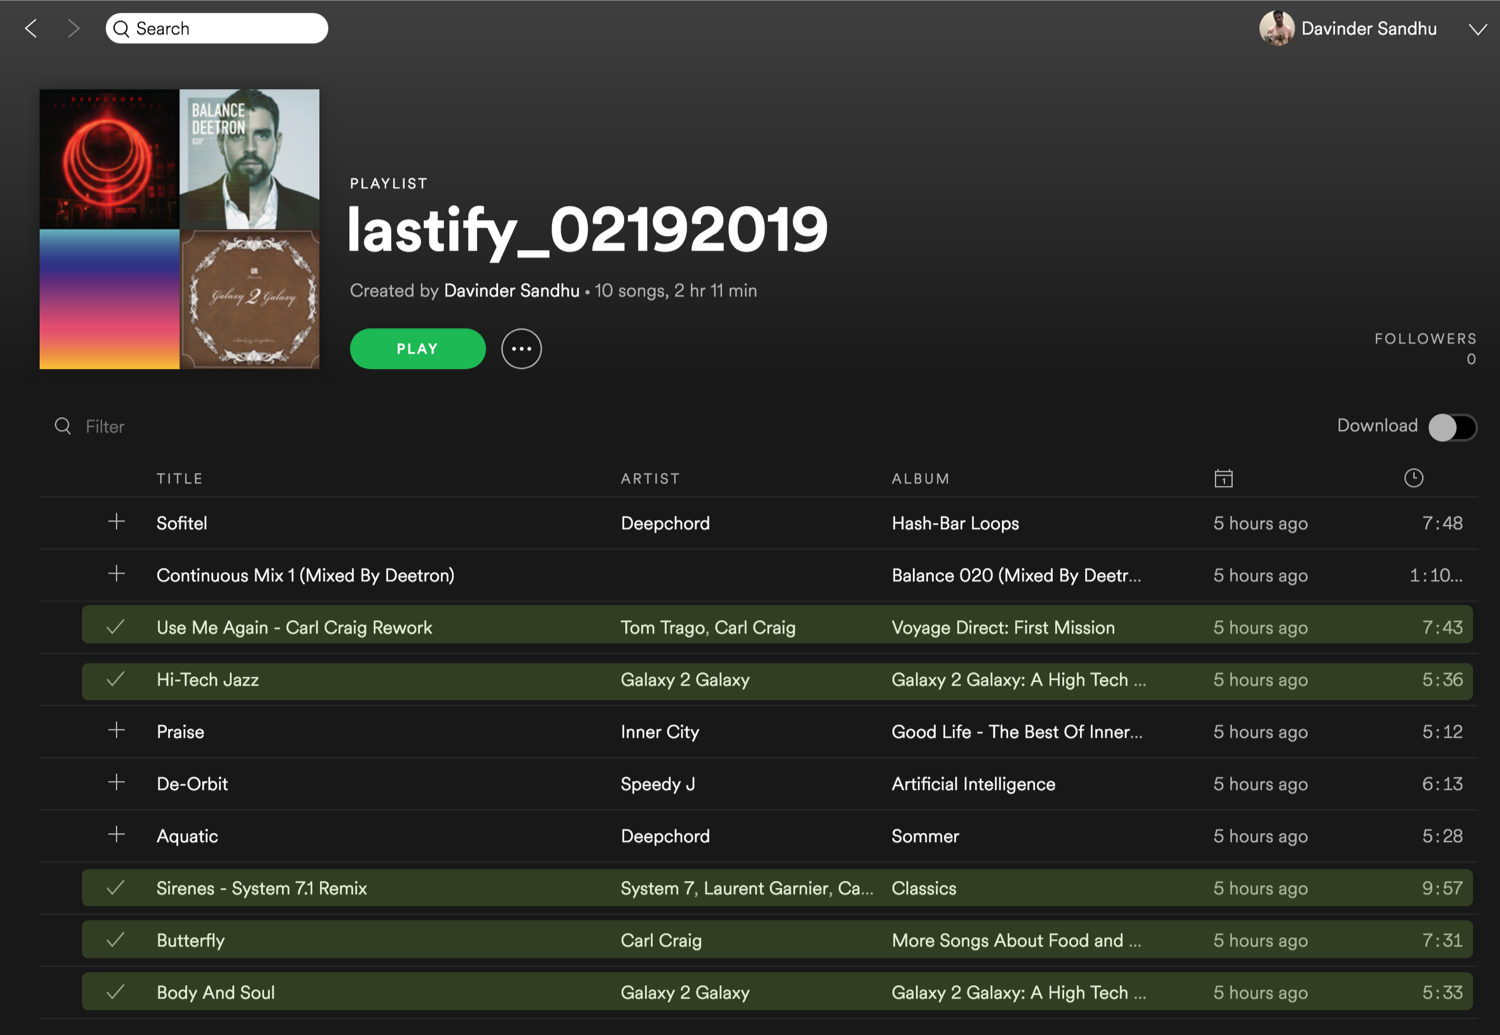 Search
Davinder Sandhu
DEEPCHORD
BALANCE
DEETRON
Galaxy 2 Galaxy
PLAYLIST
lastify_02192019
Created by Davinder Sandhu • 10 songs, 2 hr 11 min
PLAY
FOLLOWERS
0
Filter
Download
TITLE ARTIST ALBUM
Sofitel Deepchord Hash-Bar Loops 5 hours ago 7:48
Continuous Mix 1 (Mixed By Deetron) Balance 020 (Mixed By Deetr... 5 hours ago 1:10...
Use Me Again - Carl Craig Rework Tom Trago, Carl Craig Voyage Direct: First Mission 5 hours ago 7:43
Hi-Tech Jazz Galaxy 2 Galaxy Galaxy 2 Galaxy: A High Tech ... 5 hours ago 5:36
Praise Inner City Good Life - The Best Of Inner... 5 hours ago 5:12
De-Orbit Speedy J Artificial Intelligence 5 hours ago 6:13
Aquatic Deepchord Sommer 5 hours ago 5:28
Sirenes - System 7.1 Remix System 7, Laurent Garnier, Ca... Classics 5 hours ago 9:57
Butterfly Carl Craig More Songs About Food and ... 5 hours ago 7:31
Body And Soul Galaxy 2 Galaxy Galaxy 2 Galaxy: A High Tech ... 5 hours ago 5:33